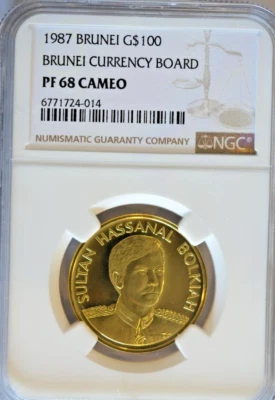 1987 BRUNEI G$100
BRUNEI CURRENCY BOARD
PF 68 CAMEO
6771724-014
NUMISMATIC GUARANTY COMPANY
NGC
SULTAN HASSANAL BOLKIAH